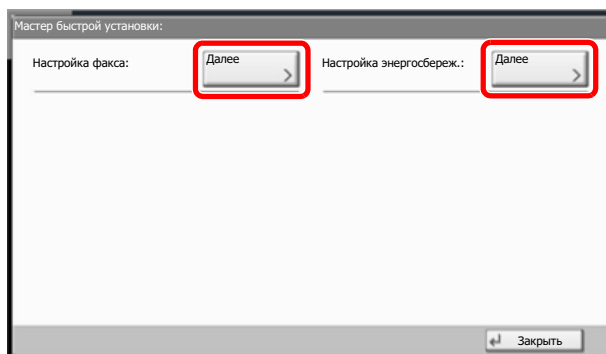 Мастер быстрой установки:
Настройка факса: Далее Настройка энергосбереж.: Далее
Закрыть